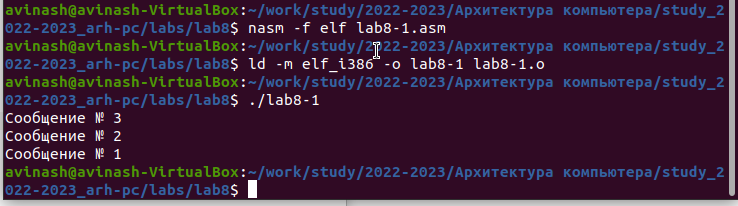 avinash@avinash-VirtualBox:~/work/study/2022-2023/Архитектура компьютера/study_2
022-2023_arh-pc/labs/lab8$ nasm -f elf lab8-1.asm
avinash@avinash-VirtualBox:~/work/study/2022-2023/Архитектура компьютера/study_2
022-2023_arh-pc/labs/lab8$ ld -m elf_i386 -o lab8-1 lab8-1.o
avinash@avinash-VirtualBox:~/work/study/2022-2023/Архитектура компьютера/study_2
022-2023_arh-pc/labs/lab8$ ./lab8-1
Сообщение № 3
Сообщение № 2
Сообщение № 1
avinash@avinash-VirtualBox:~/work/study/2022-2023/Архитектура компьютера/study_2
022-2023_arh-pc/labs/lab8$